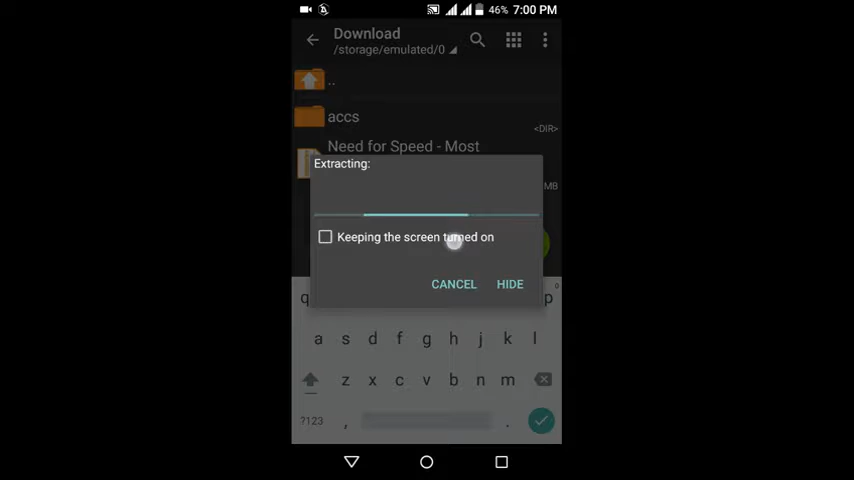 46% 7:00 PM
Download
/storage/emulated/0
..
accs
<DIR>
Need for Speed - Most
Extracting:
MB
Keeping the screen turned on
CANCEL HIDE
q p
0
a s d f g h j k l
z x c v b n m
?123 , .